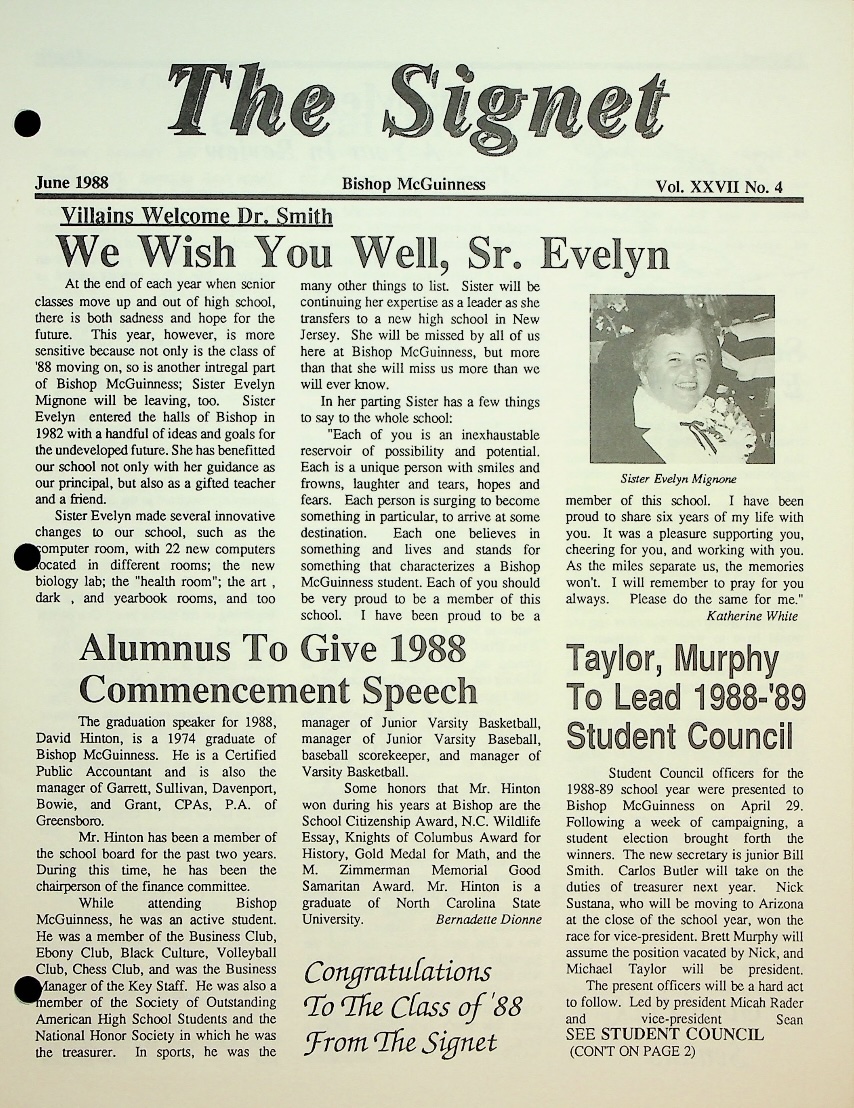 The Signet
June 1988
Bishop McGuinness
Vol. XXVII No. 4
Villains Welcome Dr. Smith
We Wish You Well, Sr. Evelyn
At the end of each year when senior
classes move up and out of high school,
there is both sadness and hope for the
future. This year, however, is more
sensitive because not only is the class of
'88 moving on, so is another intregal part
of Bishop McGuinness; Sister Evelyn
Mignone will be leaving, too. Sister
Evelyn entered the halls of Bishop in
1982 with a handful of ideas and goals for
the undeveloped future. She has benefitted
our school not only with her guidance as
our principal, but also as a gifted teacher
and a friend.
Sister Evelyn made several innovative
changes to our school, such as the
computer room, with 22 new computers
located in different rooms; the new
biology lab; the "health room"; the art ,
dark , and yearbook rooms, and too
many other things to list. Sister will be
continuing her expertise as a leader as she
transfers to a new high school in New
Jersey. She will be missed by all of us
here at Bishop McGuinness, but more
than that she will miss us more than we
will ever know.
In her parting Sister has a few things
to say to the whole school:
"Each of you is an inexhaustable
reservoir of possibility and potential.
Each is a unique person with smiles and
frowns, laughter and tears, hopes and
fears. Each person is surging to become
something in particular, to arrive at some
destination. Each one believes in
something and lives and stands for
something that characterizes a Bishop
McGuinness student. Each of you should
be very proud to be a member of this
school. I have been proud to be a
Sister Evelyn Mignone
member of this school. I have been
proud to share six years of my life with
you. It was a pleasure supporting you,
cheering for you, and working with you.
As the miles separate us, the memories
won't. I will remember to pray for you
always. Please do the same for me."
Katherine White
Alumnus To Give 1988
Commencement Speech
The graduation speaker for 1988,
David Hinton, is a 1974 graduate of
Bishop McGuinness. He is a Certified
Public Accountant and is also the
manager of Garrett, Sullivan, Davenport,
Bowie, and Grant, CPAs, P.A. of
Greensboro.
Mr. Hinton has been a member of
the school board for the past two years.
During this time, he has been the
chairperson of the finance committee.
While attending Bishop
McGuinness, he was an active student.
He was a member of the Business Club,
Ebony Club, Black Culture, Volleyball
Club, Chess Club, and was the Business
Manager of the Key Staff. He was also a
member of the Society of Outstanding
American High School Students and the
National Honor Society in which he was
the treasurer. In sports, he was the
manager of Junior Varsity Basketball,
manager of Junior Varsity Baseball,
baseball scorekeeper, and manager of
Varsity Basketball.
Some honors that Mr. Hinton
won during his years at Bishop are the
School Citizenship Award, N.C. Wildlife
Essay, Knights of Columbus Award for
History, Gold Medal for Math, and the
M. Zimmerman Memorial Good
Samaritan Award. Mr. Hinton is a
graduate of North Carolina State
University. Bernadette Dionne
Congratulations
To The Class of '88
From The Signet
Taylor, Murphy
To Lead 1988-'89
Student Council
Student Council officers for the
1988-89 school year were presented to
Bishop McGuinness on April 29.
Following a week of campaigning, a
student election brought forth the
winners. The new secretary is junior Bill
Smith. Carlos Butler will take on the
duties of treasurer next year. Nick
Sustana, who will be moving to Arizona
at the close of the school year, won the
race for vice-president. Brett Murphy will
assume the position vacated by Nick, and
Michael Taylor will be president.
The present officers will be a hard act
to follow. Led by president Micah Rader
and vice-president Sean
SEE STUDENT COUNCIL
(CON'T ON PAGE 2)